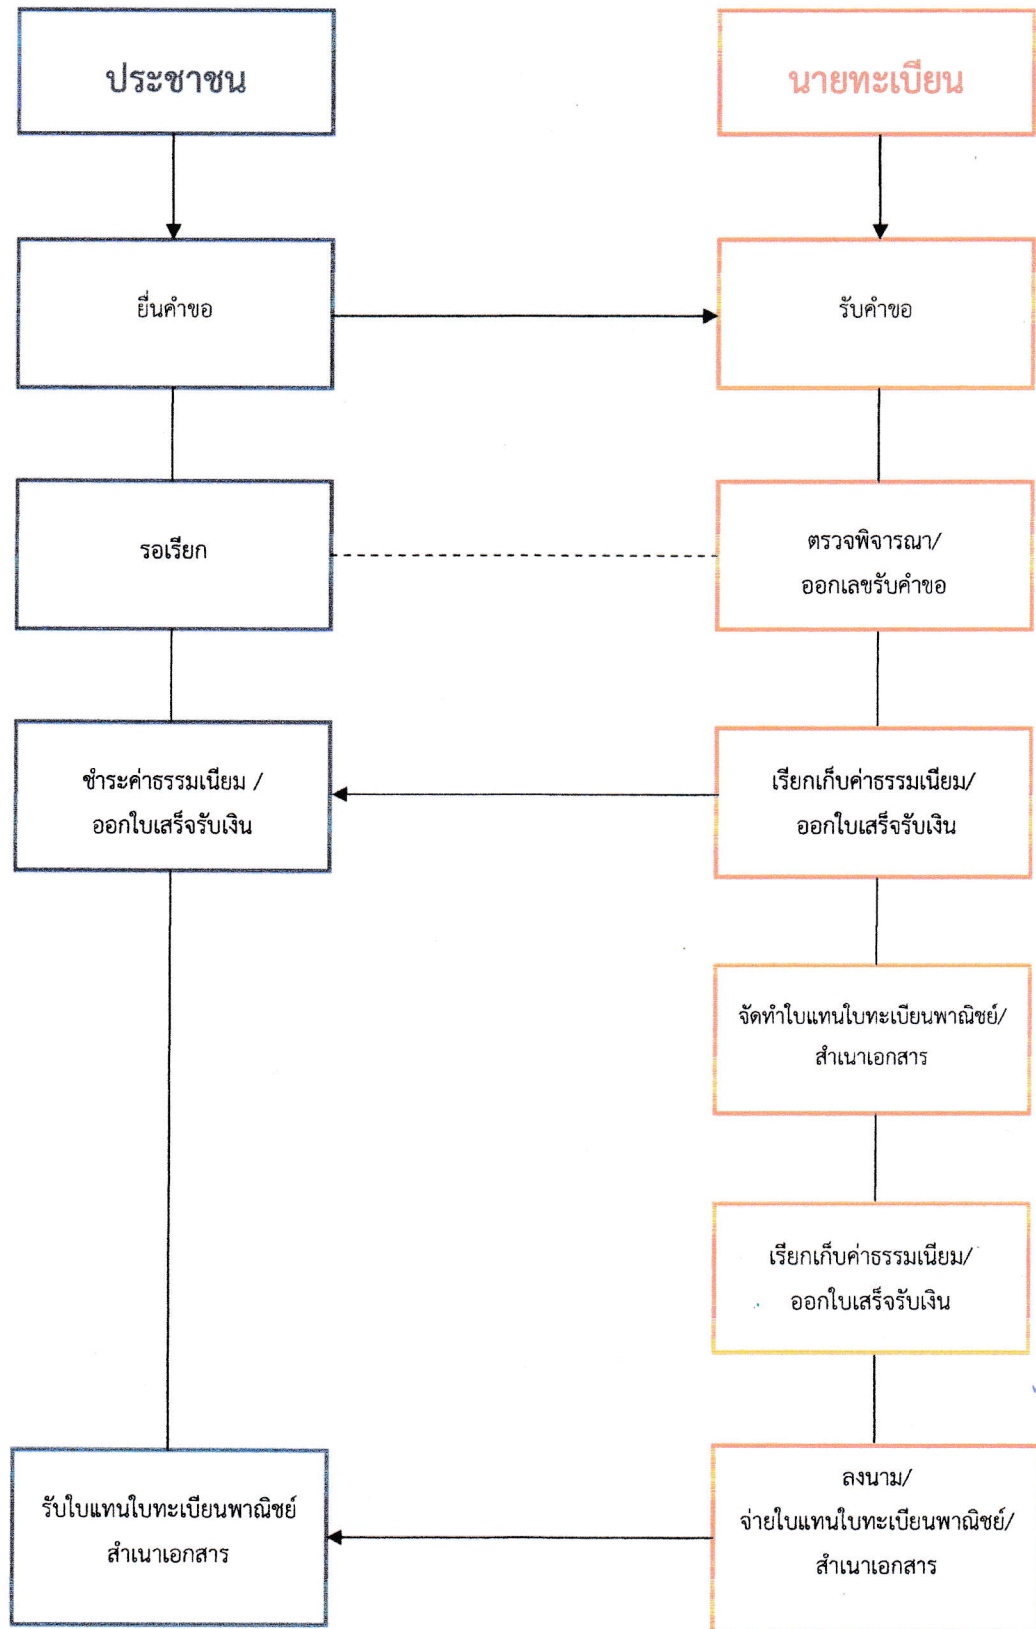 ประชาชน
นายทะเบียน
ยื่นคำขอ
รับคำขอ
รอเรียก
ตรวจพิจารณา/
ออกเลขรับคำขอ
ชำระค่าธรรมเนียม /
ออกใบเสร็จรับเงิน
เรียกเก็บค่าธรรมเนียม/
ออกใบเสร็จรับเงิน
จัดทำใบแทนใบทะเบียนพาณิชย์/
สำเนาเอกสาร
เรียกเก็บค่าธรรมเนียม/
ออกใบเสร็จรับเงิน
รับใบแทนใบทะเบียนพาณิชย์
สำเนาเอกสาร
ลงนาม/
จ่ายใบแทนใบทะเบียนพาณิชย์/
สำเนาเอกสาร